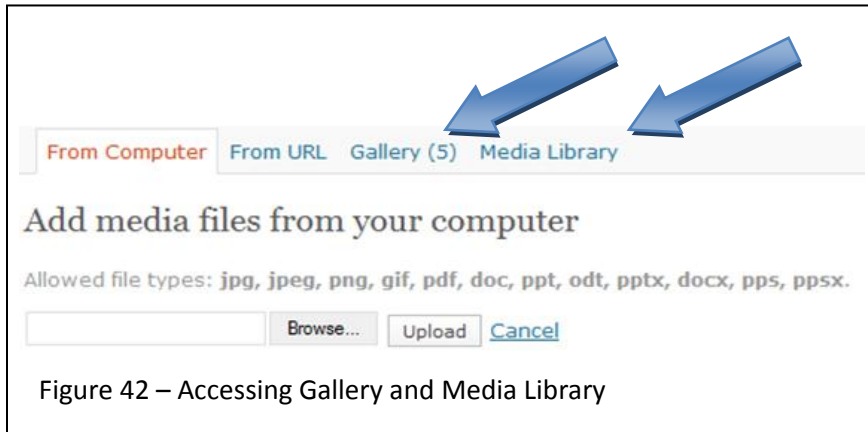 From Computer From URL Gallery (5) Media Library
Add media files from your computer
Allowed file types: jpg, jpeg, png, gif, pdf, doc, ppt, odt, pptx, docx, pps, ppsx.
Browse... Upload Cancel
Figure 42 – Accessing Gallery and Media Library